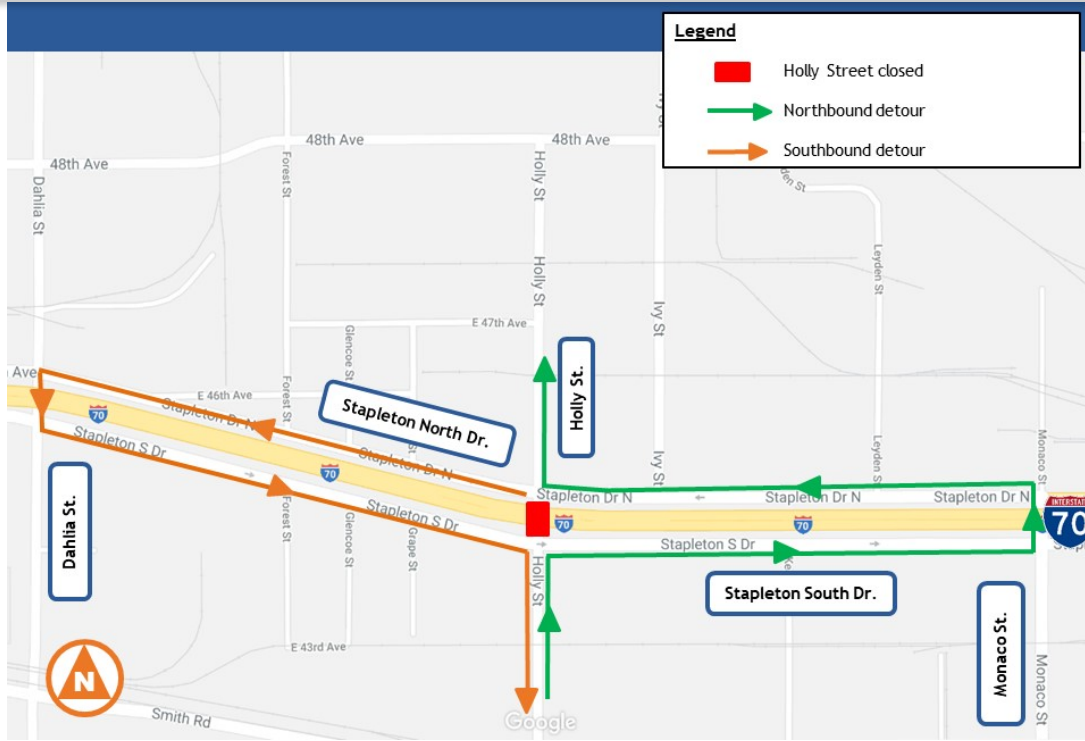 Legend
Holly Street closed
Northbound detour
Southbound detour
48th Ave
48th Ave
48th Ave
Dahlia St
Forest St
Holly St
Leyden St
Holly St
Ivy St
E 47th Ave
Glencoe St
Ave
E 46th Ave
Forest St
Stapleton North Dr.
Holly St.
70
Stapleton Dr N
Stapleton S Dr
70
Stapleton Dr N
Stapleton S Dr
Ivy St
Leyden St
Monaco St
Stapleton Dr N
Stapleton Dr N
Stapleton Dr N
INTERSTATE
70
70
70
Stapleton S Dr
Dahlia St.
Forest St
Glencoe St
Grape St
Holly St
Stapleton South Dr.
Monaco St.
E 43rd Ave
Monaco St
N
Smith Rd
Google